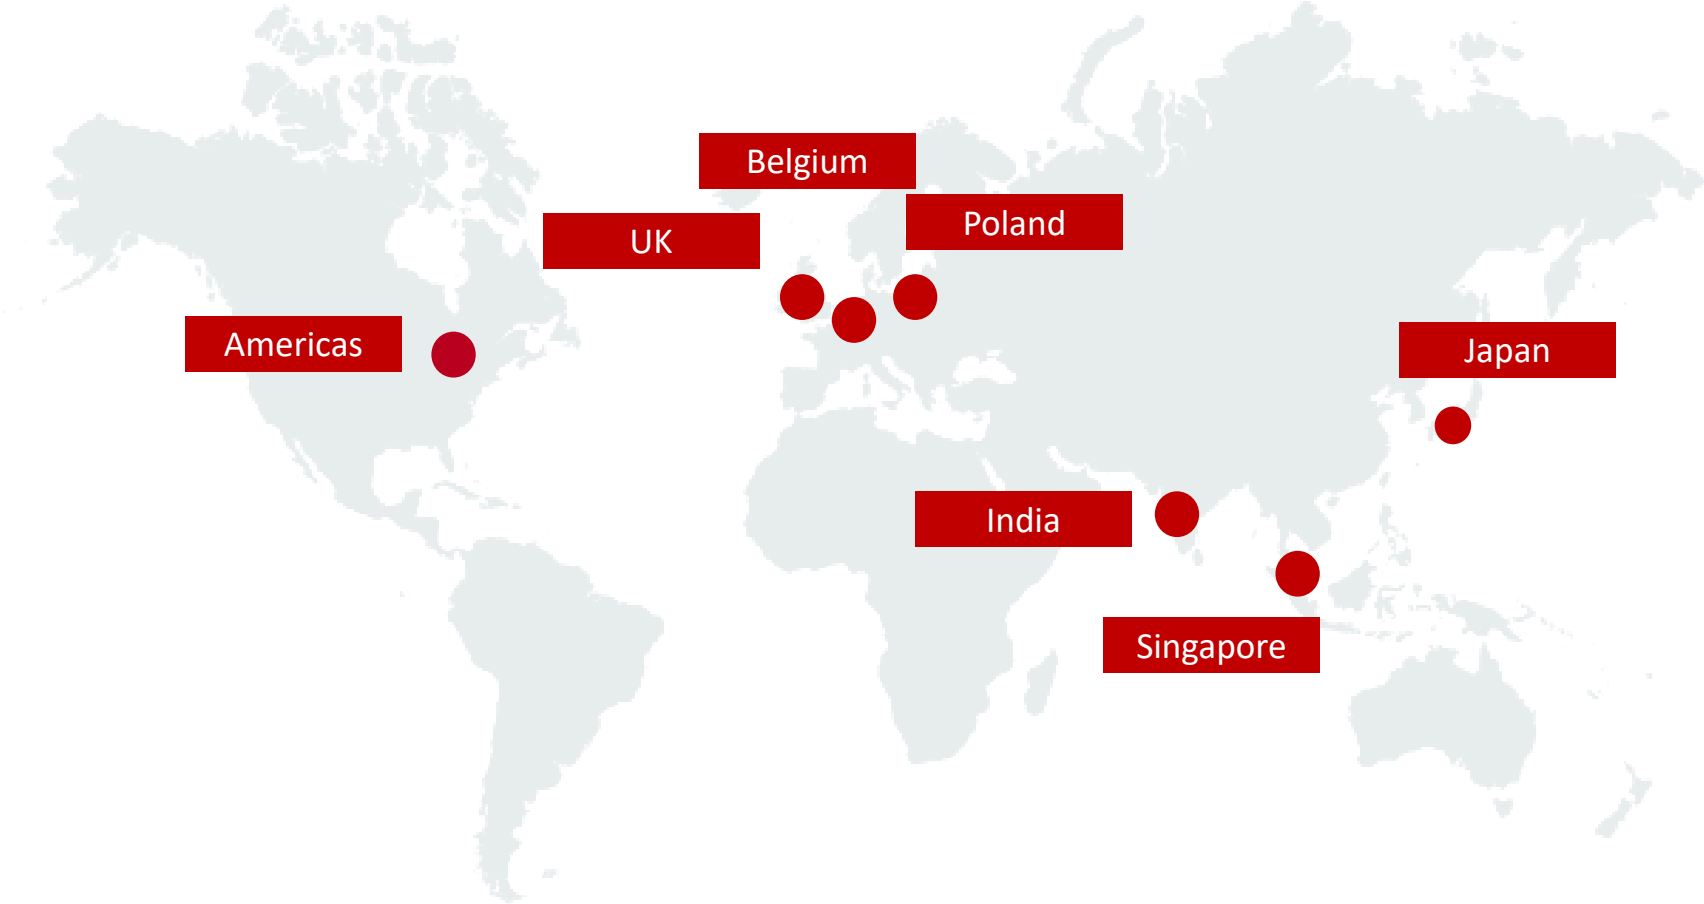 Belgium
Poland
UK
Americas
Japan
India
Singapore